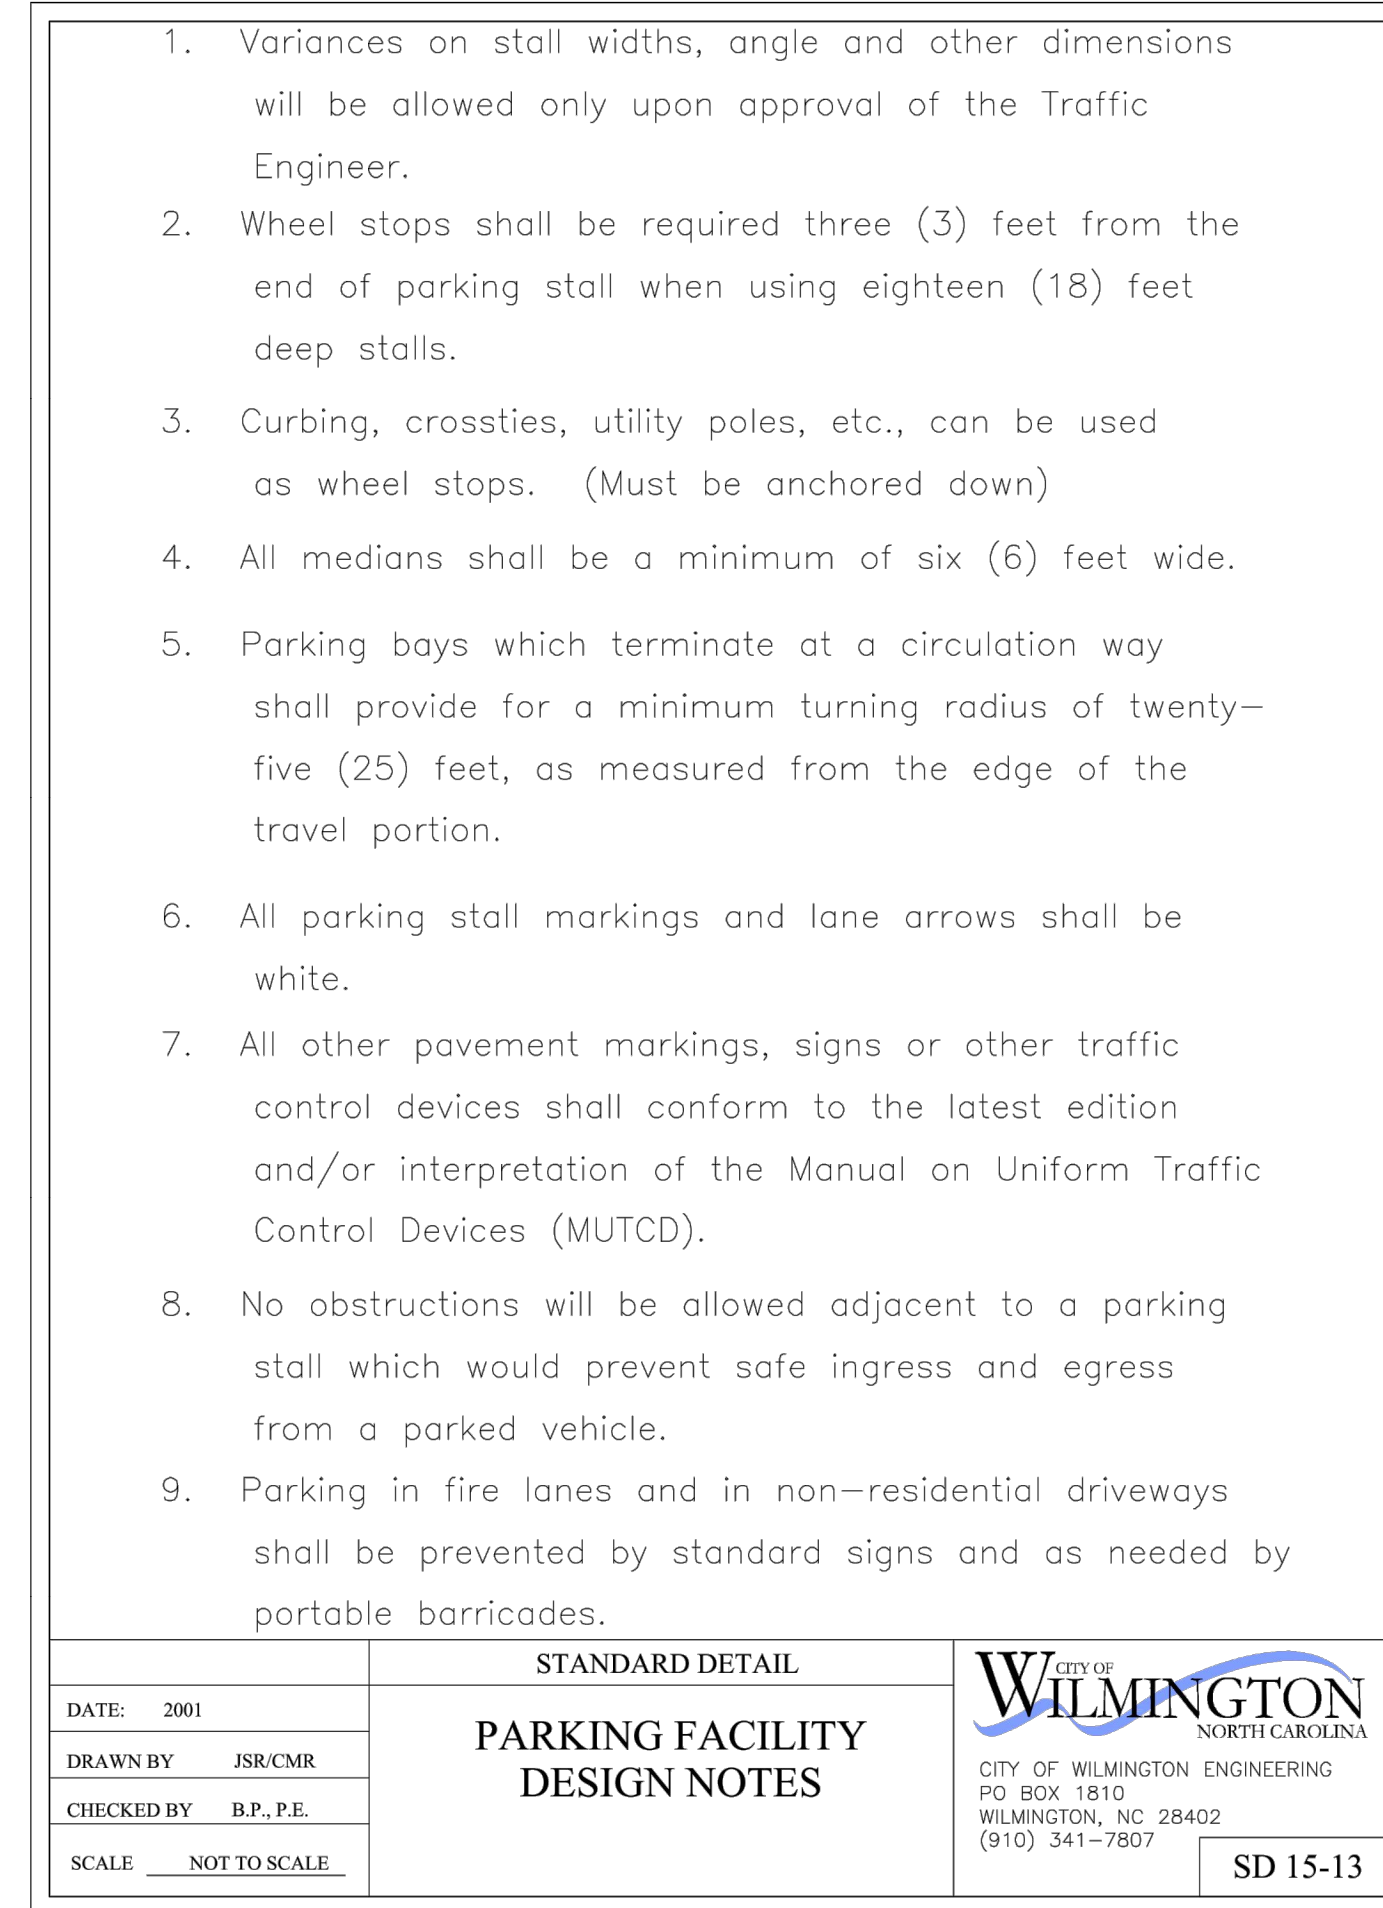 1. Variances on stall widths, angle and other dimensions
will be allowed only upon approval of the Traffic
Engineer.
2. Wheel stops shall be required three (3) feet from the
end of parking stall when using eighteen (18) feet
deep stalls.
3. Curbing, crossties, utility poles, etc., can be used
as wheel stops. (Must be anchored down)
4. All medians shall be a minimum of six (6) feet wide.
5. Parking bays which terminate at a circulation way
shall provide for a minimum turning radius of twenty-
five (25) feet, as measured from the edge of the
travel portion.
6. All parking stall markings and lane arrows shall be
white.
7. All other pavement markings, signs or other traffic
control devices shall conform to the latest edition
and/or interpretation of the Manual on Uniform Traffic
Control Devices (MUTCD).
8. No obstructions will be allowed adjacent to a parking
stall which would prevent safe ingress and egress
from a parked vehicle.
9. Parking in fire lanes and in non-residential driveways
shall be prevented by standard signs and as needed by
portable barricades.
DATE: 2001
DRAWN BY JSR/CMR
CHECKED BY B.P., P.E.
SCALE NOT TO SCALE
STANDARD DETAIL
PARKING FACILITY
DESIGN NOTES
CITY OF
WILMINGTON
NORTH CAROLINA
CITY OF WILMINGTON ENGINEERING
PO BOX 1810
WILMINGTON, NC 28402
(910) 341-7807
SD 15-13